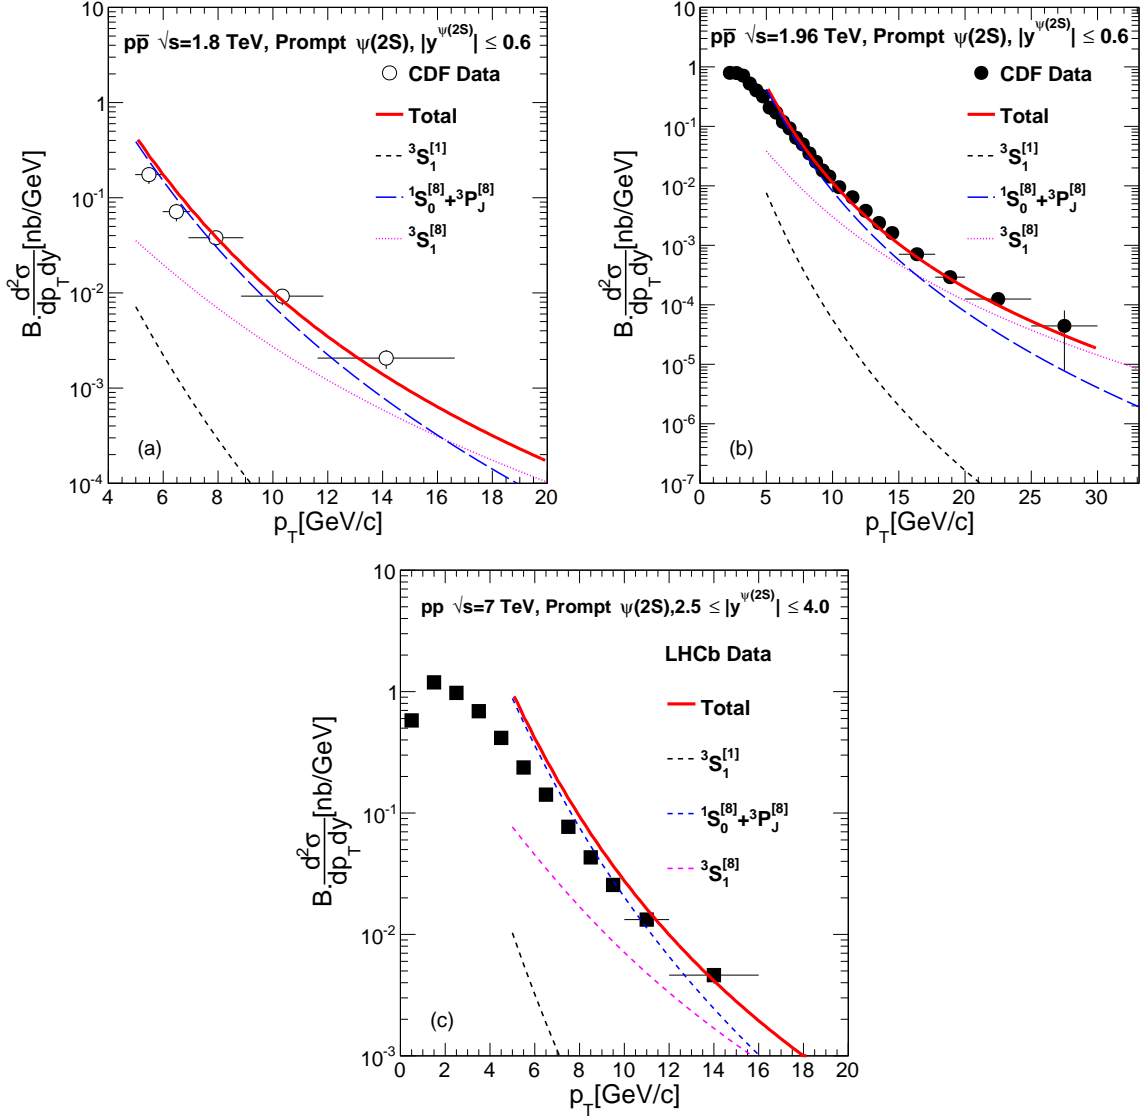 pp̅ √s=1.8 TeV, Prompt ψ(2S), |y^ψ(2S)| ≤ 0.6
CDF Data
Total
³S₁^[1]
¹S₀^[8]+³P_J^[8]
³S₁^[8]
B.d²σ/dp_T dy[nb/GeV]
10
1
10⁻¹
10⁻²
10⁻³
10⁻⁴
(a)
4 6 8 10 12 14 16 18 20
p_T[GeV/c]
pp̅ √s=1.96 TeV, Prompt ψ(2S), |y^ψ(2S)| ≤ 0.6
CDF Data
Total
³S₁^[1]
¹S₀^[8]+³P_J^[8]
³S₁^[8]
B.d²σ/dp_T dy[nb/GeV]
10
1
10⁻¹
10⁻²
10⁻³
10⁻⁴
10⁻⁵
10⁻⁶
10⁻⁷
(b)
0 5 10 15 20 25 30
p_T[GeV/c]
pp √s=7 TeV, Prompt ψ(2S),2.5 ≤ |y^ψ(2S)| ≤ 4.0
LHCb Data
Total
³S₁^[1]
¹S₀^[8]+³P_J^[8]
³S₁^[8]
B.d²σ/dp_T dy[nb/GeV]
10
1
10⁻¹
10⁻²
10⁻³
(c)
0 2 4 6 8 10 12 14 16 18 20
p_T[GeV/c]